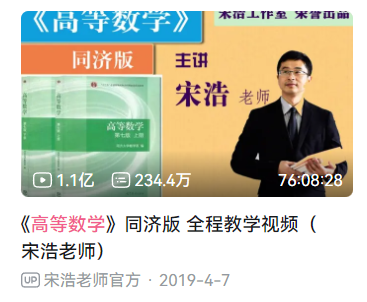 《高等数学》
宋浩工作室 荣誉出品
同济版
主讲
宋浩 老师
高等数学
第七版 上册
1.1亿
234.4万
76:08:28
《高等数学》同济版 全程教学视频（
宋浩老师）
UP 宋浩老师官方 · 2019-4-7